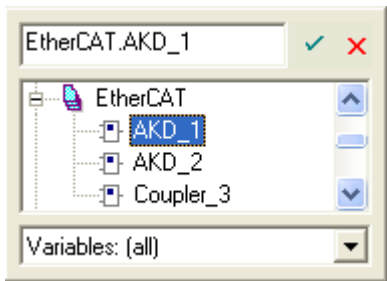 EtherCAT.AKD_1
EtherCAT
AKD_1
AKD_2
Coupler_3
Variables: (all)